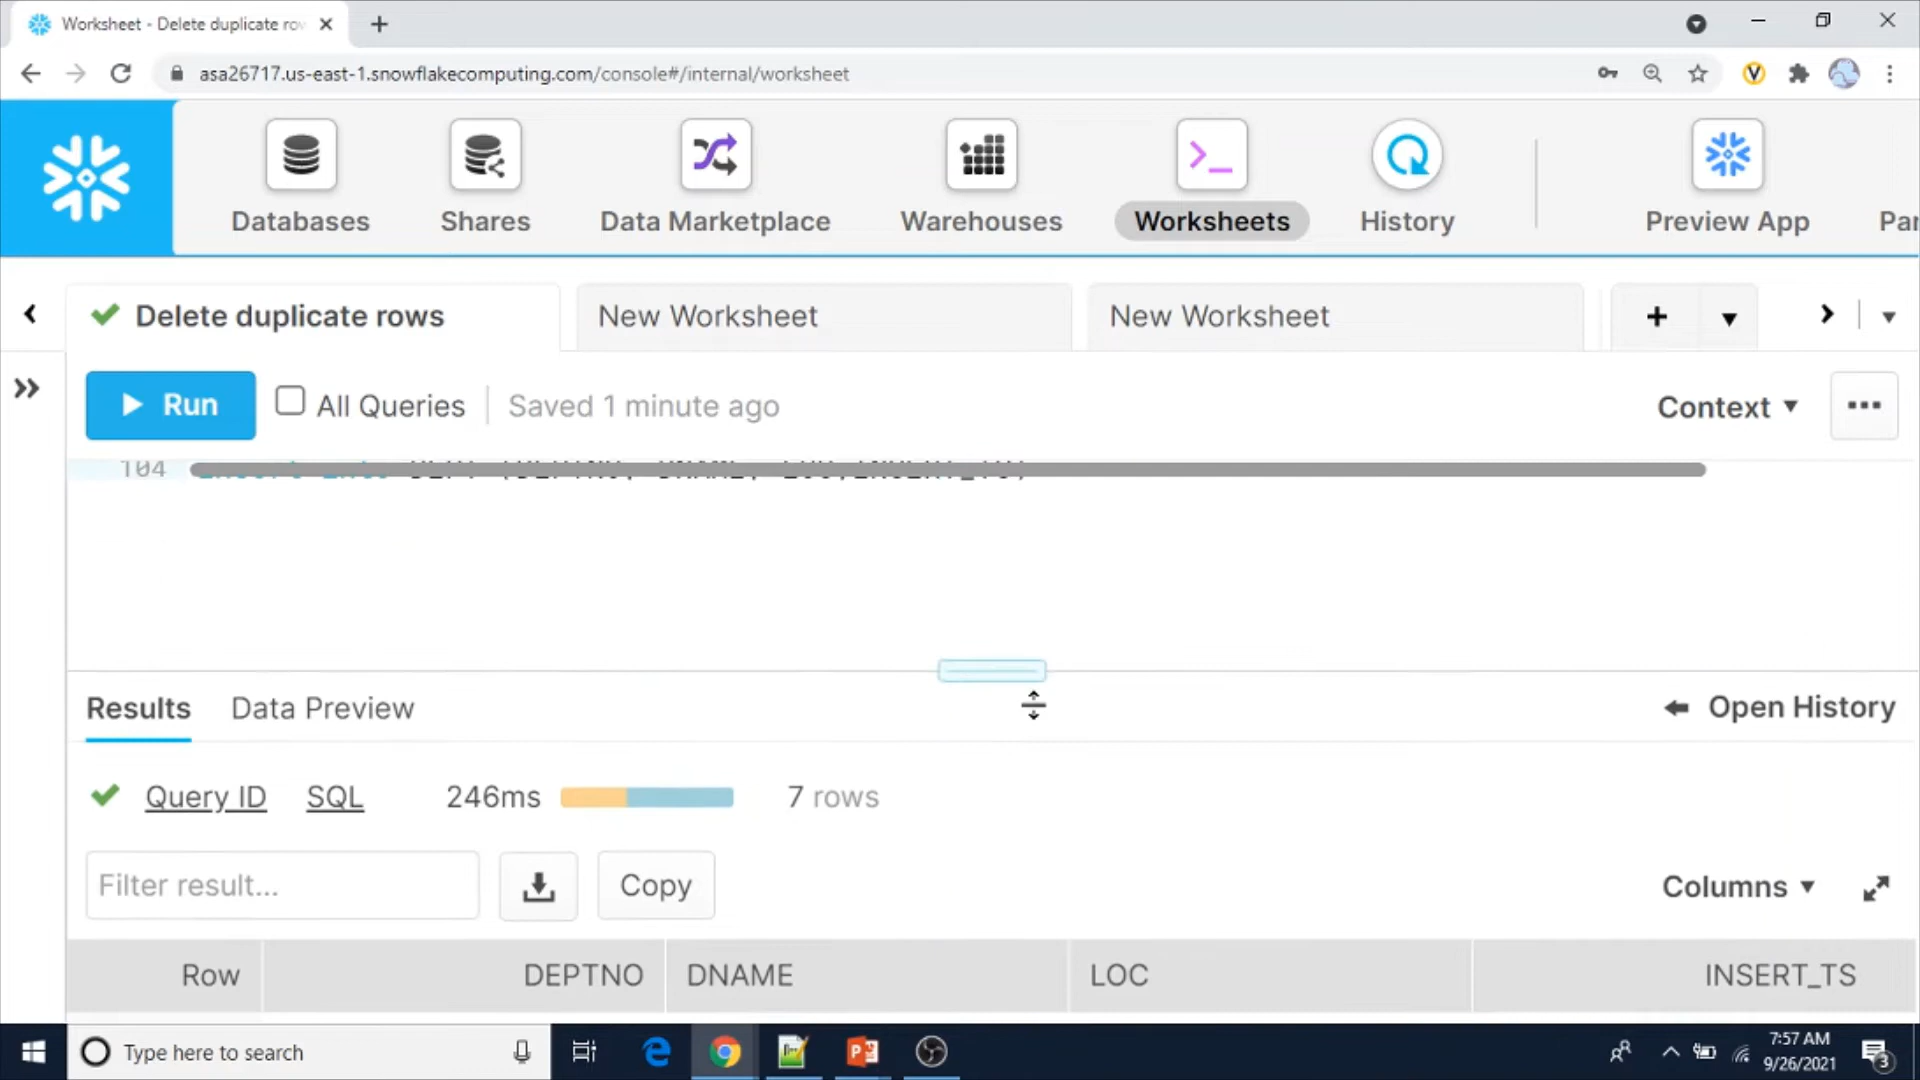 Worksheet - Delete duplicate rov
asa26717.us-east-1.snowflakecomputing.com/console#/internal/worksheet
Databases
Shares
Data Marketplace
Warehouses
>_
Worksheets
History
Preview App
Par
Delete duplicate rows
New Worksheet
New Worksheet
Run
All Queries
Saved 1 minute ago
Context
104
Results
Data Preview
Open History
Query ID
SQL
246ms
7 rows
Filter result...
Copy
Columns
Row
DEPTNO
DNAME
LOC
INSERT_TS
Type here to search
7:57 AM
9/26/2021
3